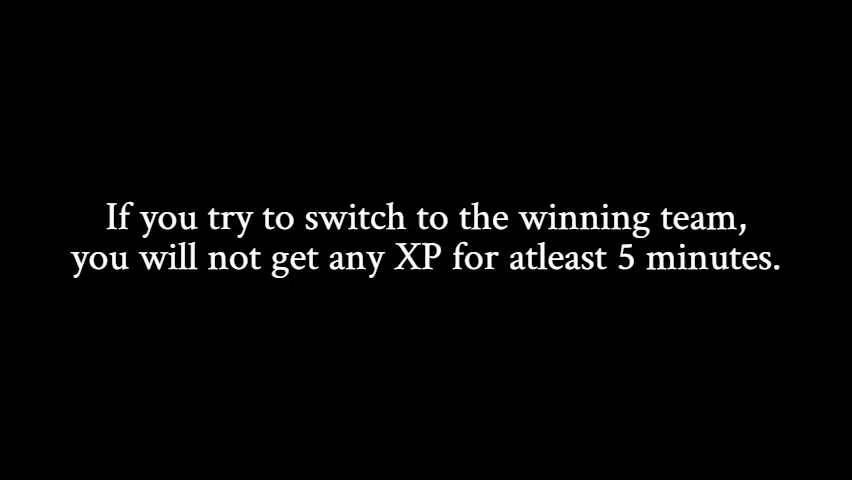 If you try to switch to the winning team,
you will not get any XP for atleast 5 minutes.